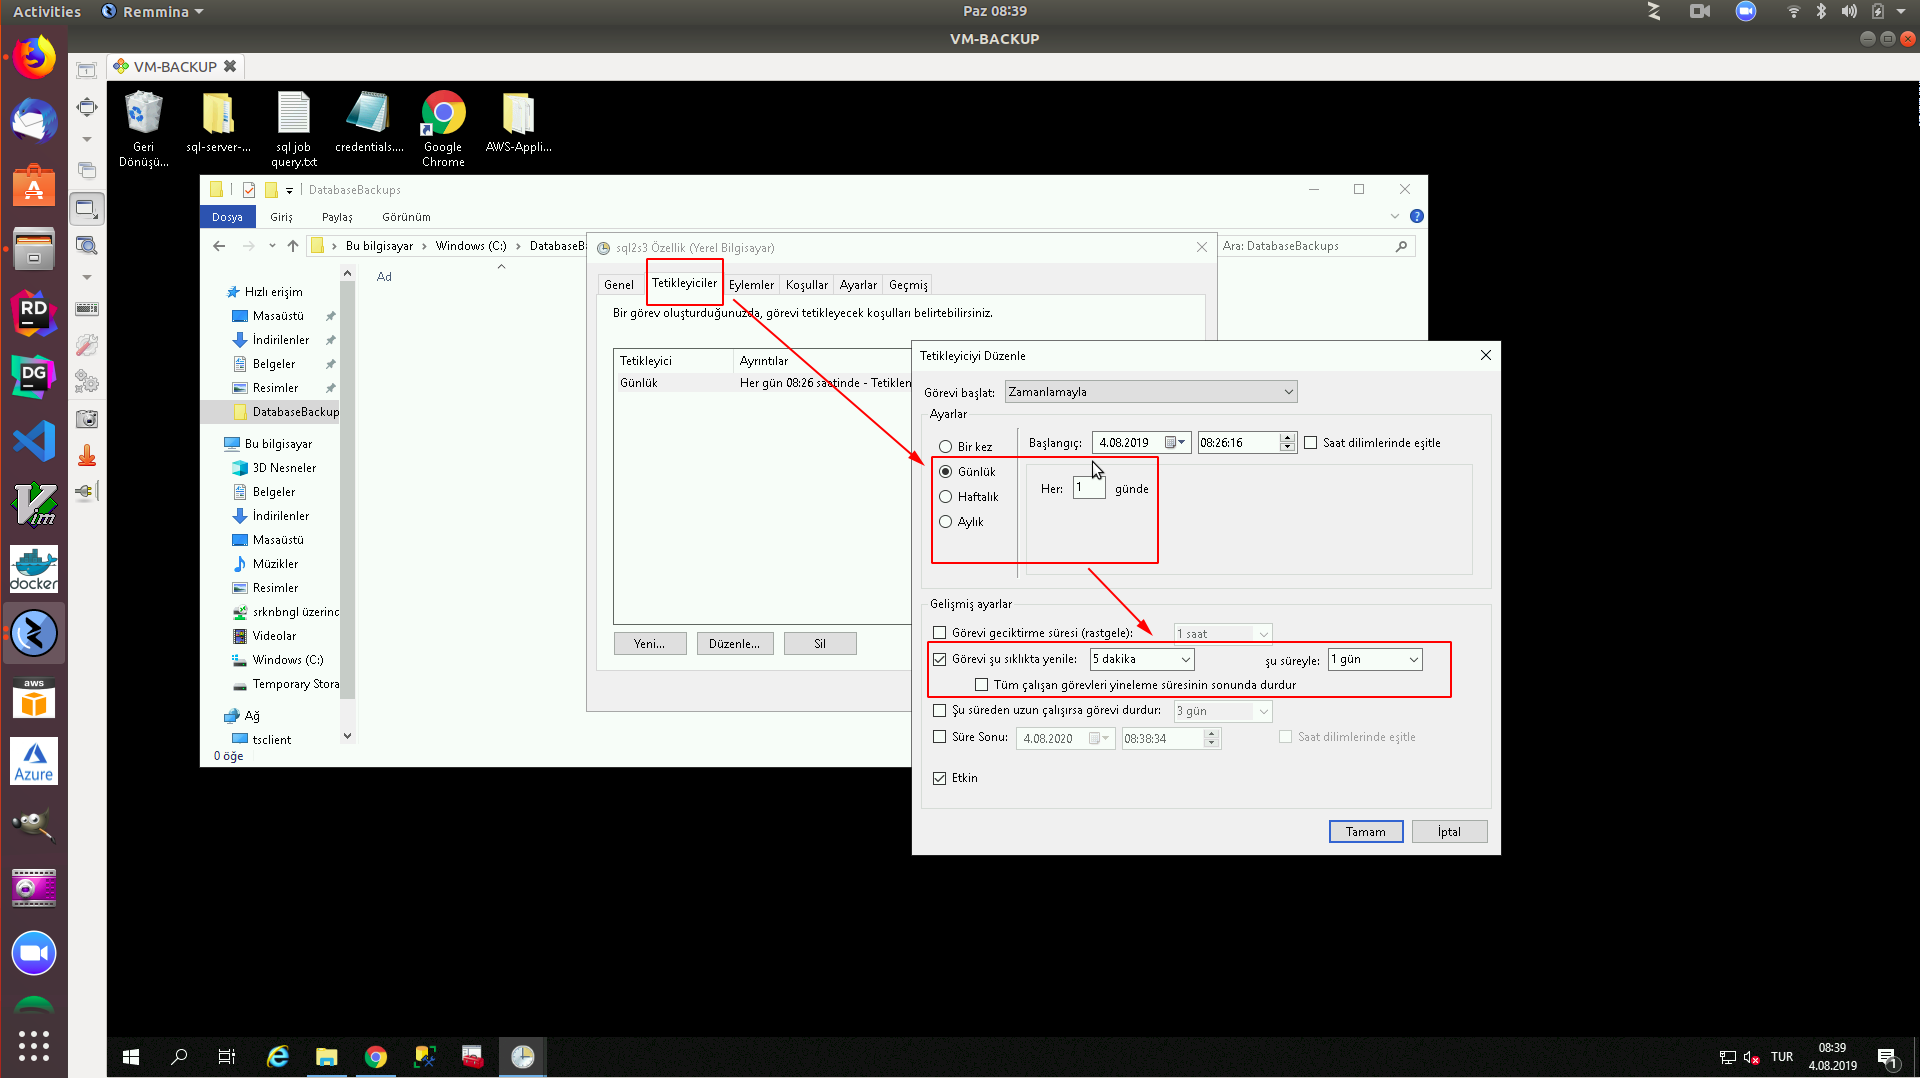 Activities
Remmina
Paz 08:39
VM-BACKUP
VM-BACKUP
Geri Dönüşü...
sql-server-...
sql job query.txt
credentials....
Google Chrome
AWS-Appli...
DatabaseBackups
Dosya
Giriş
Paylaş
Görünüm
Bu bilgisayar
Windows (C:)
DatabaseB
Ara: DatabaseBackups
Ad
Hızlı erişim
Masaüstü
İndirilenler
Belgeler
Resimler
DatabaseBackup
Bu bilgisayar
3D Nesneler
Belgeler
İndirilenler
Masaüstü
Müzikler
Resimler
srknbngl üzerinc
Videolar
Windows (C:)
Temporary Stora
Ağ
tsclient
0 öğe
sql2s3 Özellik (Yerel Bilgisayar)
Genel
Tetikleyiciler
Eylemler
Koşullar
Ayarlar
Geçmiş
Bir görev oluşturduğunuzda, görevi tetikleyecek koşulları belirtebilirsiniz.
Tetikleyici
Ayrıntılar
Günlük
Her gün 08:26 saatinde - Tetiklen
Yeni...
Düzenle...
Sil
Tetikleyiciyi Düzenle
Görevi başlat:
Zamanlamayla
Ayarlar
Bir kez
Günlük
Haftalık
Aylık
Başlangıç:
4.08.2019
08:26:16
Saat dilimlerinde eşitle
Her:
1
günde
Gelişmiş ayarlar
Görevi geciktirme süresi (rastgele):
1 saat
Görevi şu sıklıkta yenile:
5 dakika
şu süreyle:
1 gün
Tüm çalışan görevleri yineleme süresinin sonunda durdur
Şu süreden uzun çalışırsa görevi durdur:
3 gün
Süre Sonu:
4.08.2020
08:38:34
Saat dilimlerinde eşitle
Etkin
Tamam
İptal
RD
DG
Vim
docker
aws
Azure
TUR
08:39
4.08.2019
1